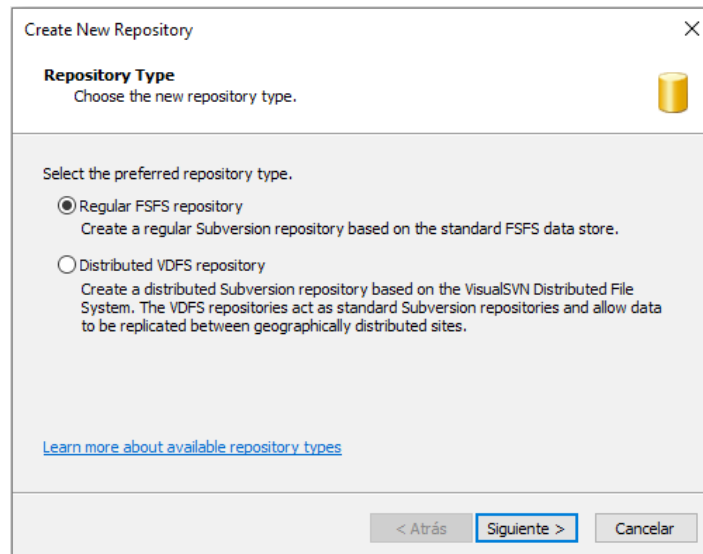 Create New Repository
Repository Type
Choose the new repository type.
Select the preferred repository type.
Regular FSFS repository
Create a regular Subversion repository based on the standard FSFS data store.
Distributed VDFS repository
Create a distributed Subversion repository based on the VisualSVN Distributed File
System. The VDFS repositories act as standard Subversion repositories and allow data
to be replicated between geographically distributed sites.
Learn more about available repository types
< Atrás
Siguiente >
Cancelar